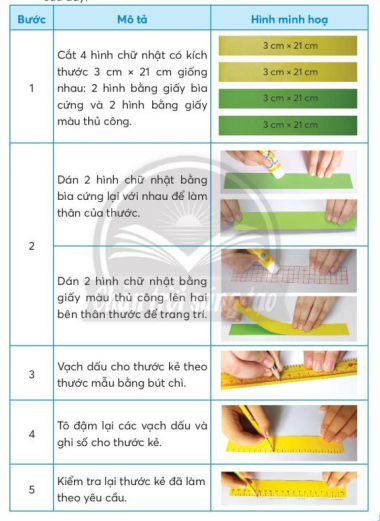 Bước
Mô tả
Hình minh hoạ
1
Cắt 4 hình chữ nhật có kích
thước 3 cm × 21 cm giống
nhau: 2 hình bằng giấy bìa
cứng và 2 hình bằng giấy
màu thủ công.
3 cm × 21 cm
3 cm × 21 cm
3 cm × 21 cm
3 cm × 21 cm
2
Dán 2 hình chữ nhật bằng
bìa cứng lại với nhau để làm
thân của thước.
Dán 2 hình chữ nhật bằng
giấy màu thủ công lên hai
bên thân thước để trang trí.
Chân trời sáng tạo
3
Vạch dấu cho thước kẻ theo
thước mẫu bằng bút chì.
4
Tô đậm lại các vạch dấu và
ghi số cho thước kẻ.
5
Kiểm tra lại thước kẻ đã làm
theo yêu cầu.